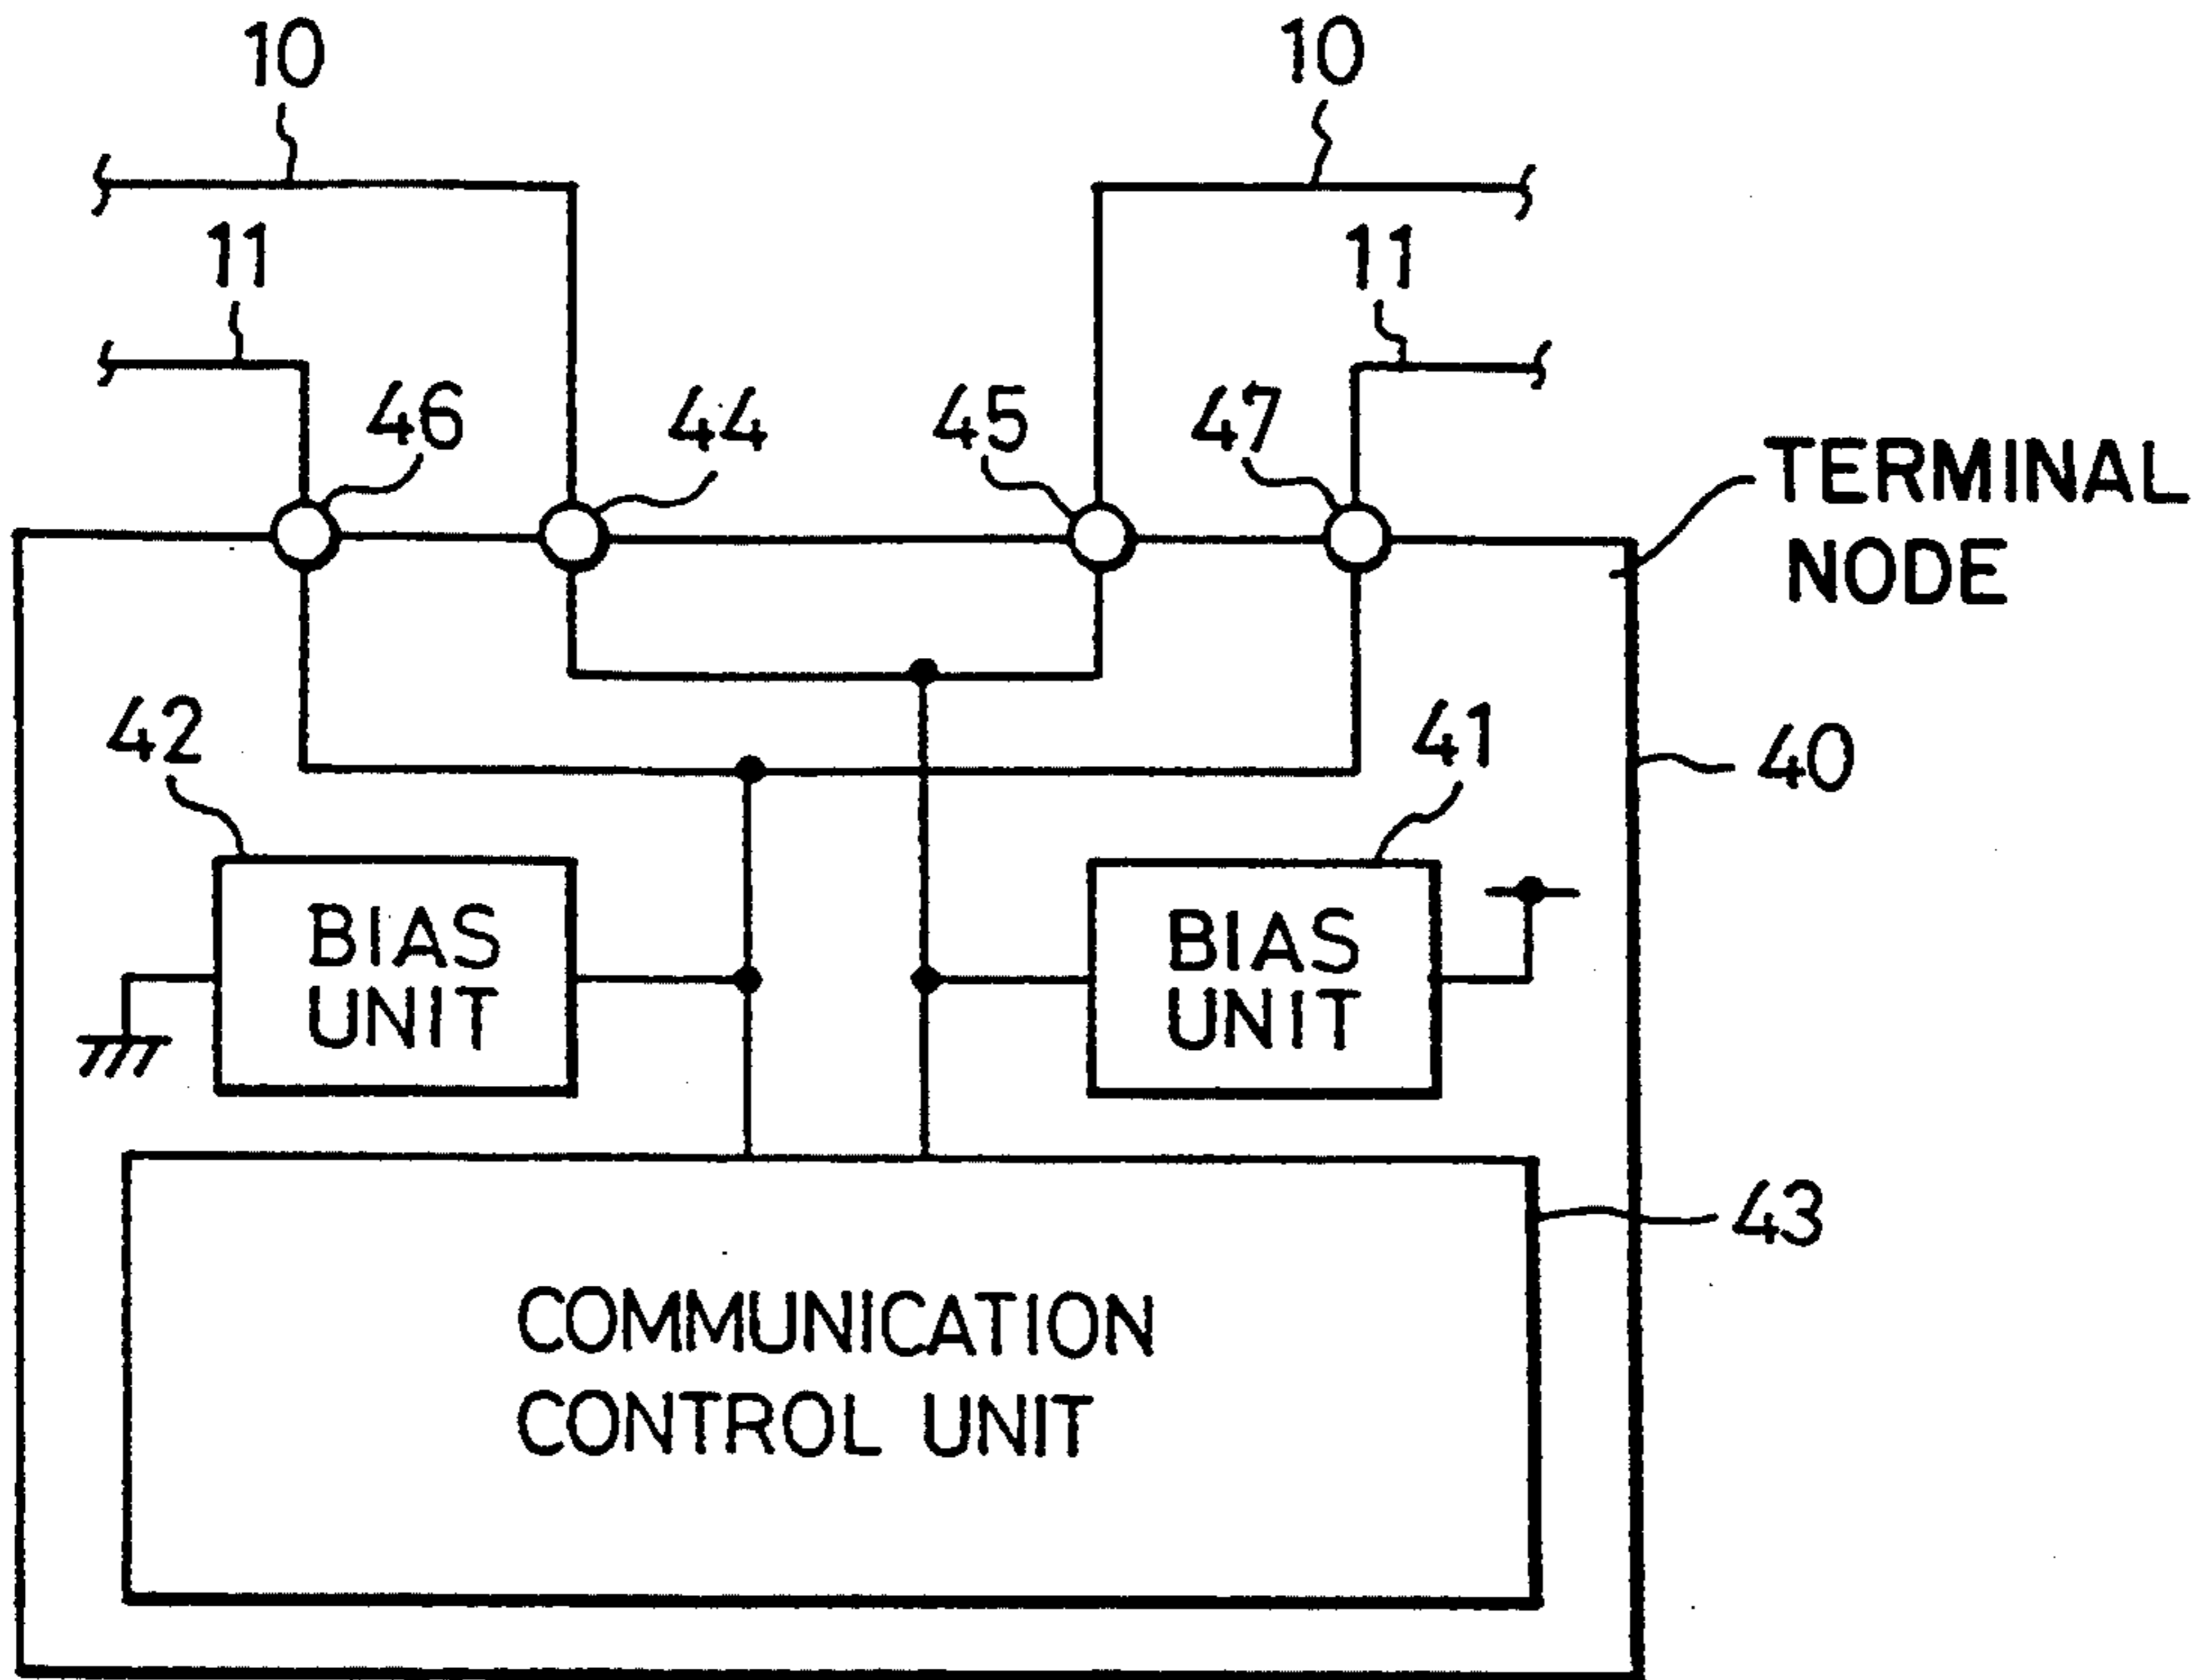 10
10
11
11
46
44
45
47
TERMINAL
NODE
42
41
40
BIAS
UNIT
BIAS
UNIT
43
COMMUNICATION
CONTROL UNIT